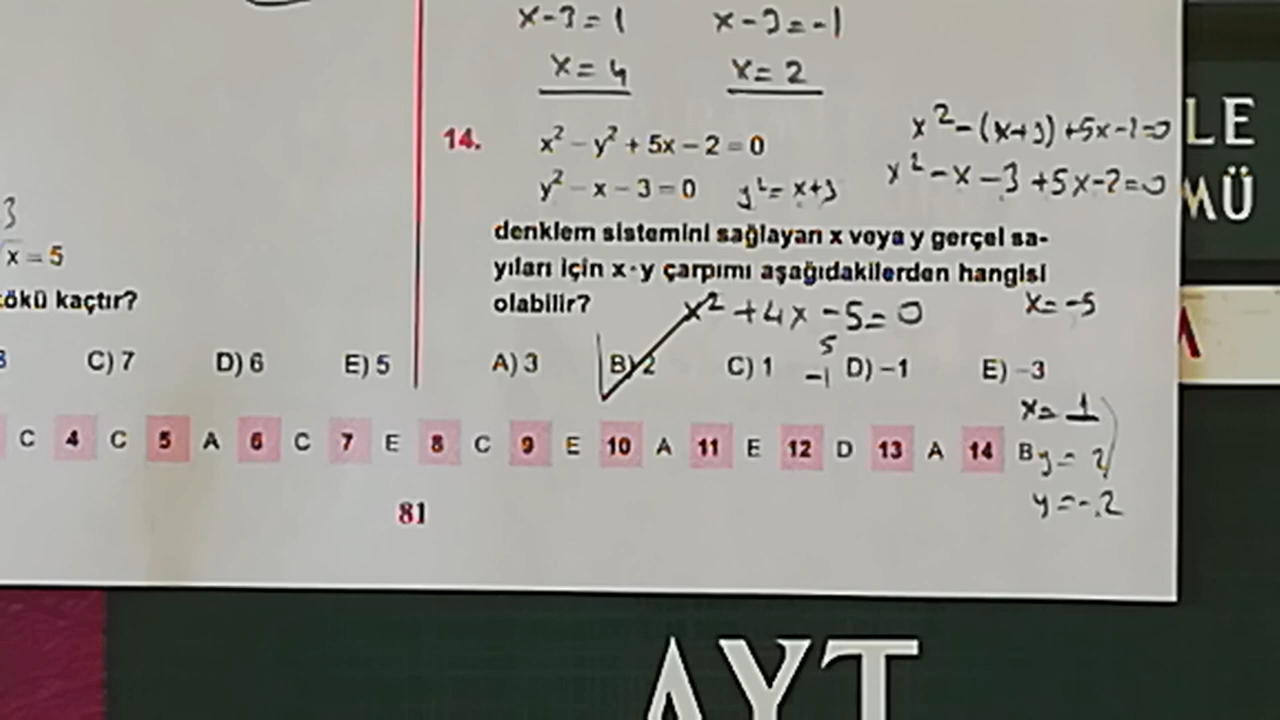 x-3=1 x-3=-1
x=4 x=2
14. x² - y² + 5x - 2 = 0
y² - x - 3 = 0 y²=x+3
x²-(x+3)+5x-2=0
x²-x-3+5x-2=0
denklem sistemini sağlayan x veya y gerçel sa-
yıları için x·y çarpımı aşağıdakilerden hangisi
olabilir?
x²+4x-5=0 x=-5
5
-1
A) 3 B) 2 C) 1 D) -1 E) -3
x=1
y=2
y=-2
3
x = 5
ökü kaçtır?
C) 7 D) 6 E) 5
C 4 C 5 A 6 C 7 E 8 C 9 E 10 A 11 E 12 D 13 A 14 B
81
LE
MÜ
AYT